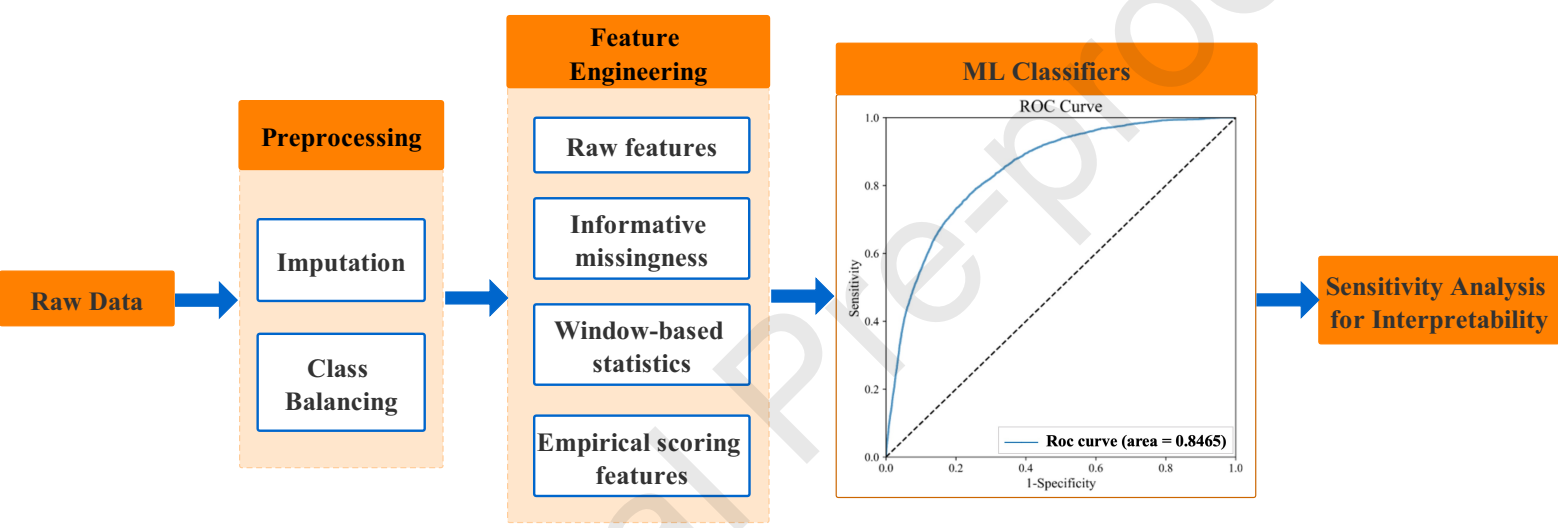 Raw Data
Preprocessing
Imputation
Class
Balancing
Feature
Engineering
Raw features
Informative
missingness
Window-based
statistics
Empirical scoring
features
ML Classifiers
ROC Curve
Sensitivity
1.0
0.8
0.6
0.4
0.2
0.0
0.0 0.2 0.4 0.6 0.8 1.0
1-Specificity
Roc curve (area = 0.8465)
Sensitivity Analysis
for Interpretability
al Pre-proo